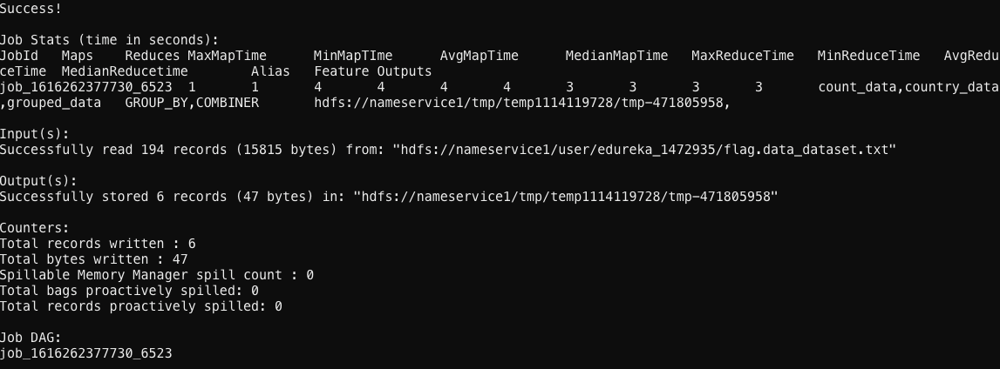 Success!
Job Stats (time in seconds):
JobId Maps Reduces MaxMapTime MinMapTIme AvgMapTime MedianMapTime MaxReduceTime MinReduceTime AvgRedu
ceTime MedianReducetime Alias Feature Outputs
job_1616262377730_6523 1 1 4 4 4 4 3 3 3 3 count_data,country_data
,grouped_data GROUP_BY,COMBINER hdfs://nameservice1/tmp/temp1114119728/tmp-471805958,
Input(s):
Successfully read 194 records (15815 bytes) from: "hdfs://nameservice1/user/edureka_1472935/flag.data_dataset.txt"
Output(s):
Successfully stored 6 records (47 bytes) in: "hdfs://nameservice1/tmp/temp1114119728/tmp-471805958"
Counters:
Total records written : 6
Total bytes written : 47
Spillable Memory Manager spill count : 0
Total bags proactively spilled: 0
Total records proactively spilled: 0
Job DAG:
job_1616262377730_6523